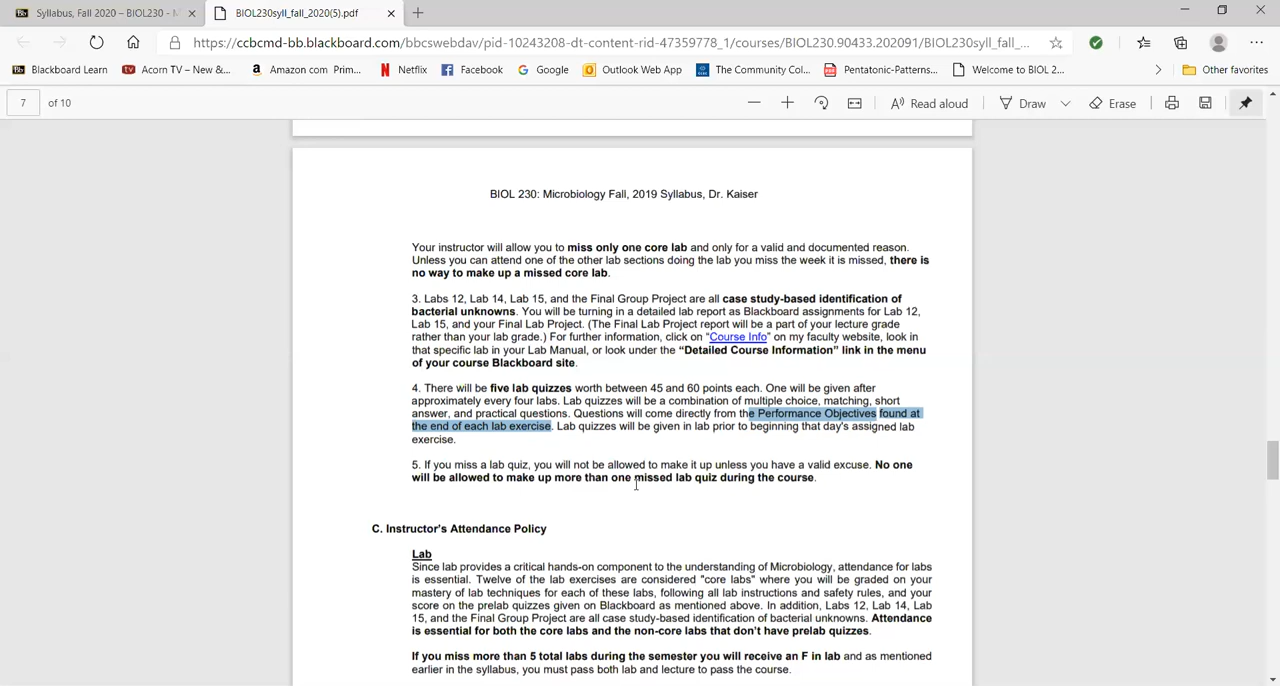 Syllabus, Fall 2020 – BIOL230 - M
BIOL230syll_fall_2020(5).pdf
https://ccbcmd-bb.blackboard.com/bbcswebdav/pid-10243208-dt-content-rid-47359778_1/courses/BIOL230.90433.202091/BIOL230syll_fall_...
Blackboard Learn
Acorn TV – New &...
Amazon com Prim...
Netflix
Facebook
Google
Outlook Web App
The Community Col...
Pentatonic-Patterns...
Welcome to BIOL 2...
Other favorites
7 of 10
Read aloud
Draw
Erase
BIOL 230: Microbiology Fall, 2019 Syllabus, Dr. Kaiser
Your instructor will allow you to miss only one core lab and only for a valid and documented reason.
Unless you can attend one of the other lab sections doing the lab you miss the week it is missed, there is
no way to make up a missed core lab.
3. Labs 12, Lab 14, Lab 15, and the Final Group Project are all case study-based identification of
bacterial unknowns. You will be turning in a detailed lab report as Blackboard assignments for Lab 12,
Lab 15, and your Final Lab Project. (The Final Lab Project report will be a part of your lecture grade
rather than your lab grade.) For further information, click on “Course Info” on my faculty website, look in
that specific lab in your Lab Manual, or look under the “Detailed Course Information” link in the menu
of your course Blackboard site.
4. There will be five lab quizzes worth between 45 and 60 points each. One will be given after
approximately every four labs. Lab quizzes will be a combination of multiple choice, matching, short
answer, and practical questions. Questions will come directly from the Performance Objectives found at
the end of each lab exercise. Lab quizzes will be given in lab prior to beginning that day's assigned lab
exercise.
5. If you miss a lab quiz, you will not be allowed to make it up unless you have a valid excuse. No one
will be allowed to make up more than one missed lab quiz during the course.
C. Instructor's Attendance Policy
Lab
Since lab provides a critical hands-on component to the understanding of Microbiology, attendance for labs
is essential. Twelve of the lab exercises are considered "core labs" where you will be graded on your
mastery of lab techniques for each of these labs, following all lab instructions and safety rules, and your
score on the prelab quizzes given on Blackboard as mentioned above. In addition, Labs 12, Lab 14, Lab
15, and the Final Group Project are all case study-based identification of bacterial unknowns. Attendance
is essential for both the core labs and the non-core labs that don't have prelab quizzes.
If you miss more than 5 total labs during the semester you will receive an F in lab and as mentioned
earlier in the syllabus, you must pass both lab and lecture to pass the course.